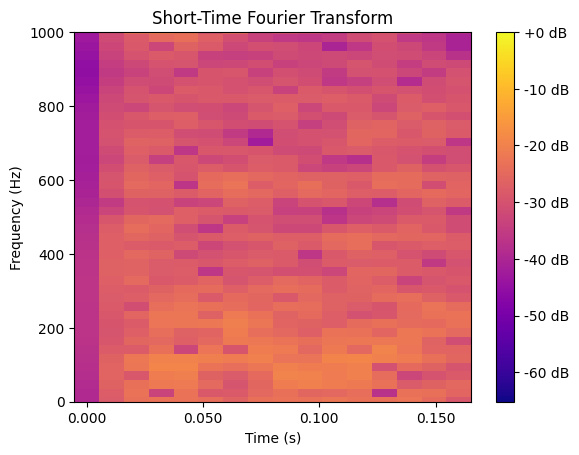 Short-Time Fourier Transform
Frequency (Hz)
1000
800
600
400
200
0
0.000
0.050
0.100
0.150
Time (s)
+0 dB
-10 dB
-20 dB
-30 dB
-40 dB
-50 dB
-60 dB